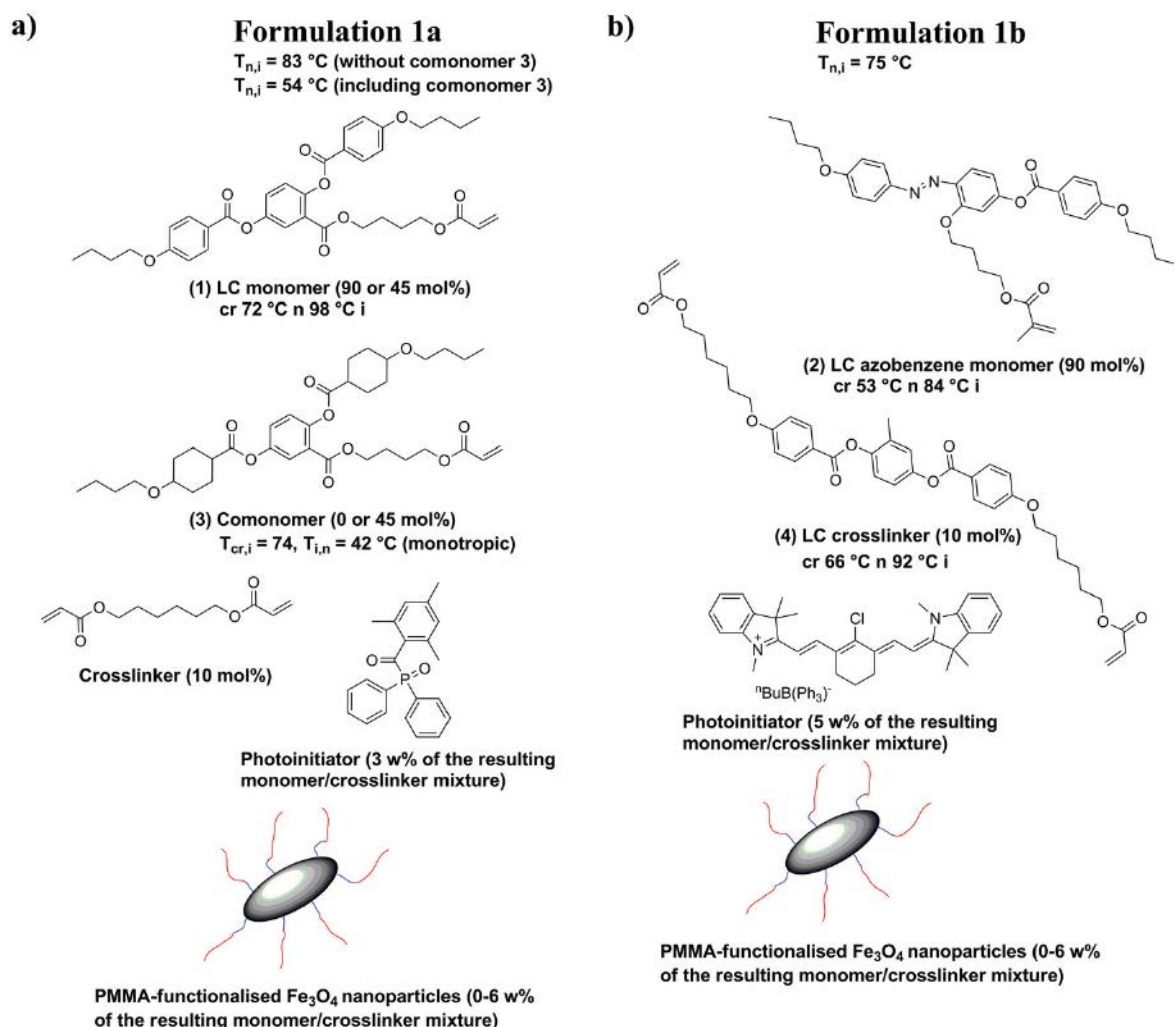 a)
Formulation 1a
Tn,i = 83 °C (without comonomer 3)
Tn,i = 54 °C (including comonomer 3)
O
O
O
O
O
O
O
O
O
O
(1) LC monomer (90 or 45 mol%)
cr 72 °C n 98 °C i
O
O
O
O
O
O
O
O
O
O
(3) Comonomer (0 or 45 mol%)
Tcr,i = 74, Ti,n = 42 °C (monotropic)
O
O
O
O
Crosslinker (10 mol%)
O
O
P
Photoinitiator (3 w% of the resulting
monomer/crosslinker mixture)
PMMA-functionalised Fe3O4 nanoparticles (0-6 w%
of the resulting monomer/crosslinker mixture)
b)
Formulation 1b
Tn,i = 75 °C
O
N
N
O
O
O
O
O
O
(2) LC azobenzene monomer (90 mol%)
cr 53 °C n 84 °C i
O
O
O
O
O
O
O
O
O
O
(4) LC crosslinker (10 mol%)
cr 66 °C n 92 °C i
N
+
Cl
N
nBuB(Ph3)-
Photoinitiator (5 w% of the resulting
monomer/crosslinker mixture)
PMMA-functionalised Fe3O4 nanoparticles (0-6 w%
of the resulting monomer/crosslinker mixture)